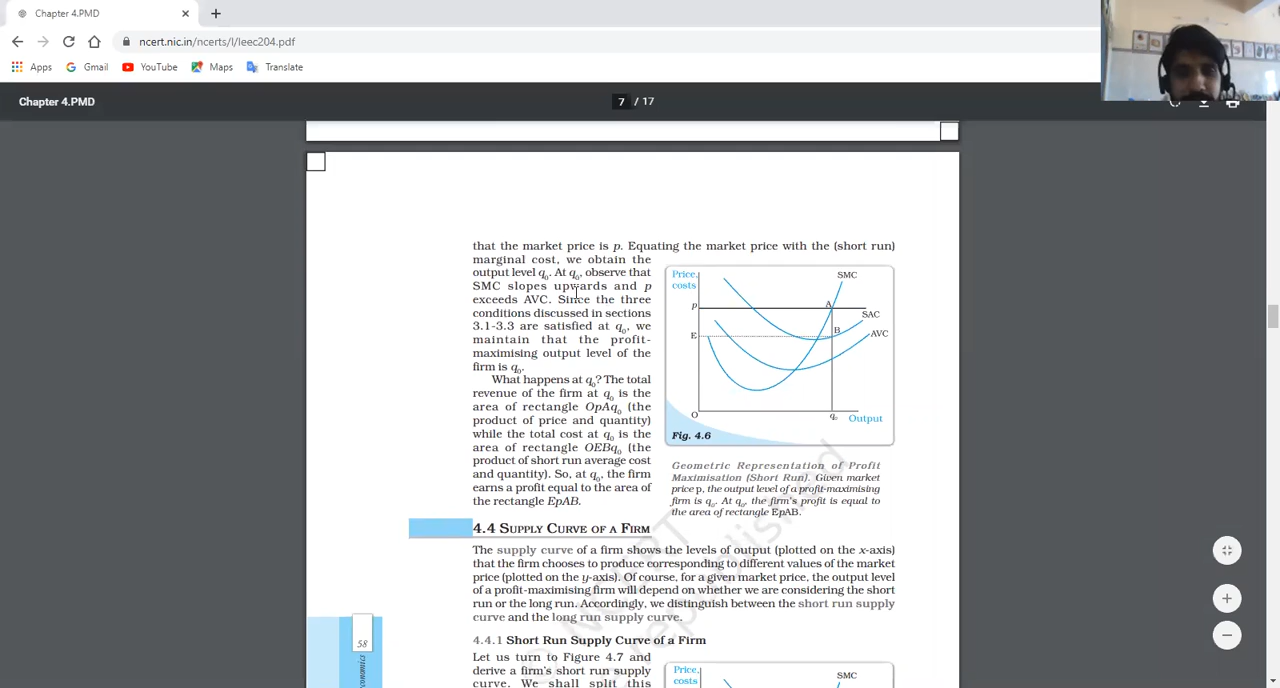 Chapter 4.PMD
ncert.nic.in/ncerts/l/leec204.pdf
Apps Gmail YouTube Maps Translate
Chapter 4.PMD
7 / 17
that the market price is p. Equating the market price with the (short run)
marginal cost, we obtain the
output level q0. At q0, observe that
SMC slopes upwards and p
exceeds AVC. Since the three
conditions discussed in sections
3.1-3.3 are satisfied at q0, we
maintain that the profit-
maximising output level of the
firm is q0.
What happens at q0? The total
revenue of the firm at q0 is the
area of rectangle OpAq0 (the
product of price and quantity)
while the total cost at q0 is the
area of rectangle OEBq0 (the
product of short run average cost
and quantity). So, at q0, the firm
earns a profit equal to the area of
the rectangle EpAB.
Price,
costs
SMC
p
A
SAC
E
B
AVC
O
q0
Output
Fig. 4.6
Geometric Representation of Profit
Maximisation (Short Run). Given market
price p, the output level of a profit-maximising
firm is q0. At q0, the firm's profit is equal to
the area of rectangle EpAB.
4.4 SUPPLY CURVE OF A FIRM
The supply curve of a firm shows the levels of output (plotted on the x-axis)
that the firm chooses to produce corresponding to different values of the market
price (plotted on the y-axis). Of course, for a given market price, the output level
of a profit-maximising firm will depend on whether we are considering the short
run or the long run. Accordingly, we distinguish between the short run supply
curve and the long run supply curve.
4.4.1 Short Run Supply Curve of a Firm
Let us turn to Figure 4.7 and
derive a firm's short run supply
curve. We shall split this
Price,
costs
SMC
58
© NCERT
republished